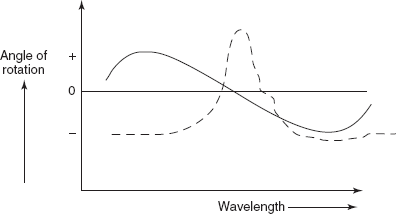 Angle of
rotation
+
0
–
Wavelength